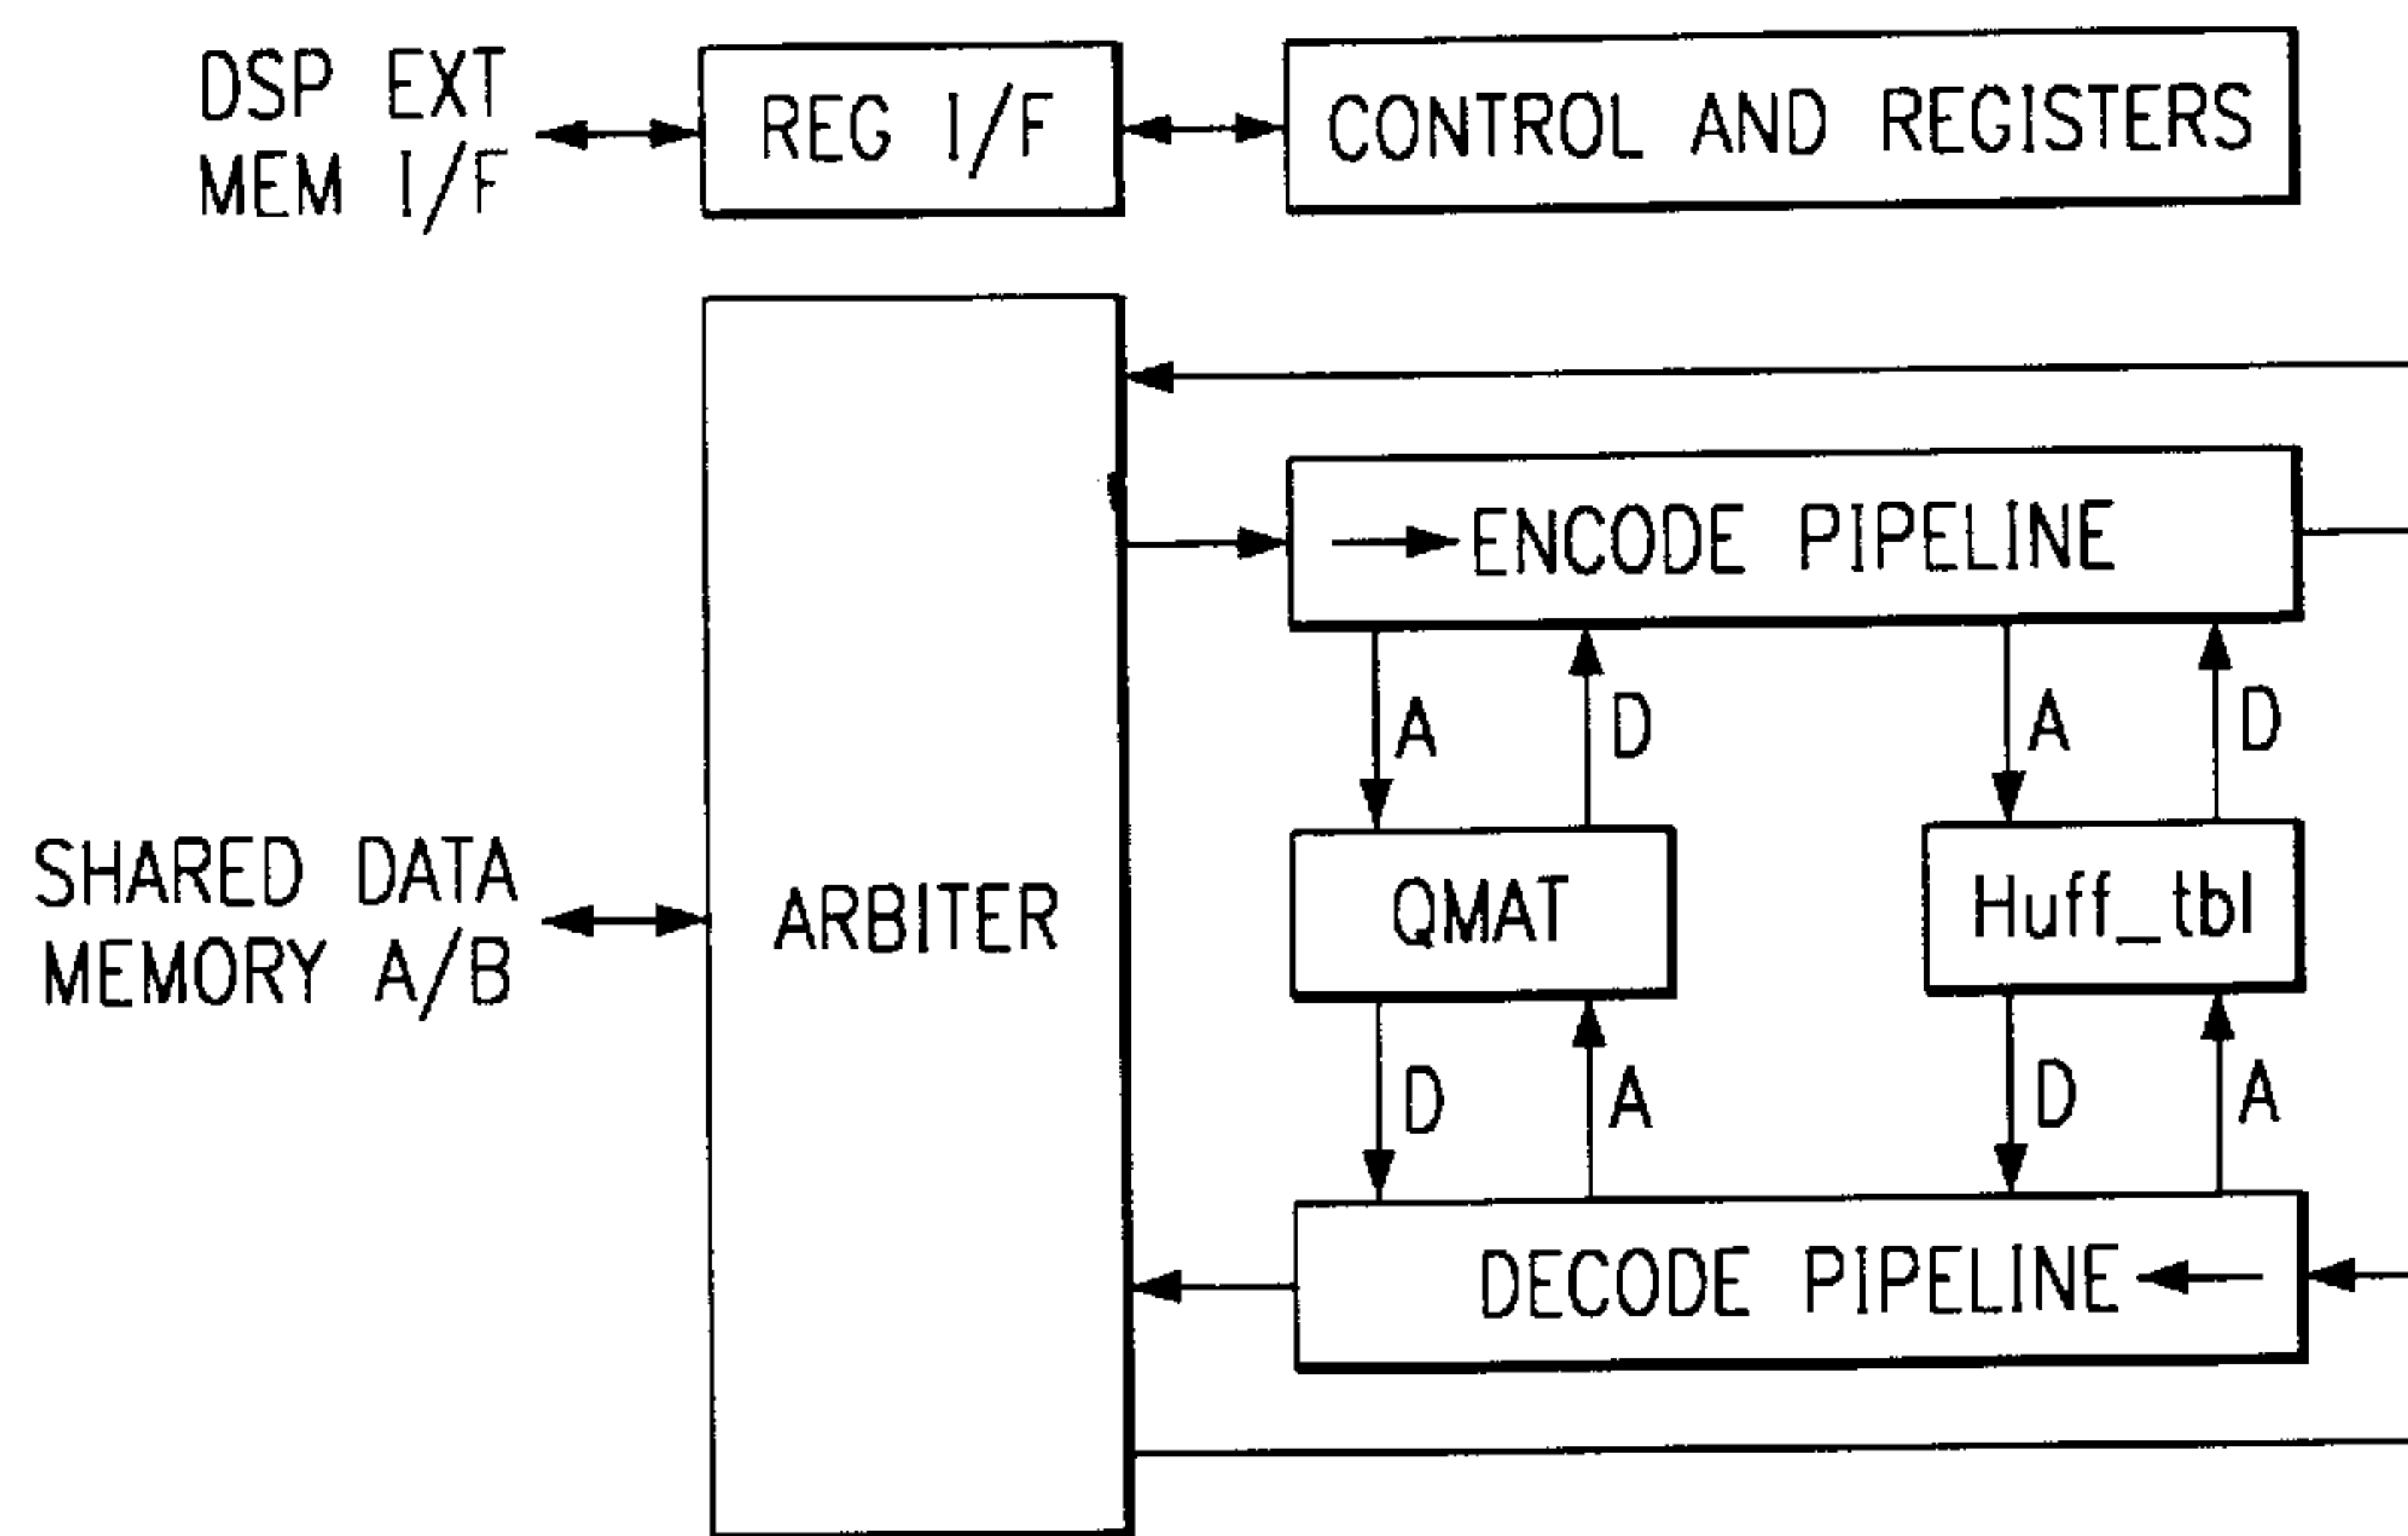 DSP EXT
MEM I/F
REG I/F
CONTROL AND REGISTERS
ENCODE PIPELINE
A
D
A
D
SHARED DATA
MEMORY A/B
ARBITER
QMAT
Huff_tbl
D
A
D
A
DECODE PIPELINE